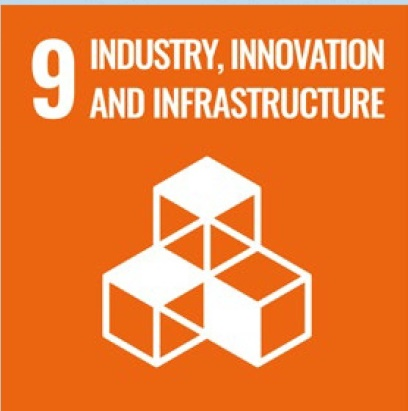 9 INDUSTRY, INNOVATION
AND INFRASTRUCTURE